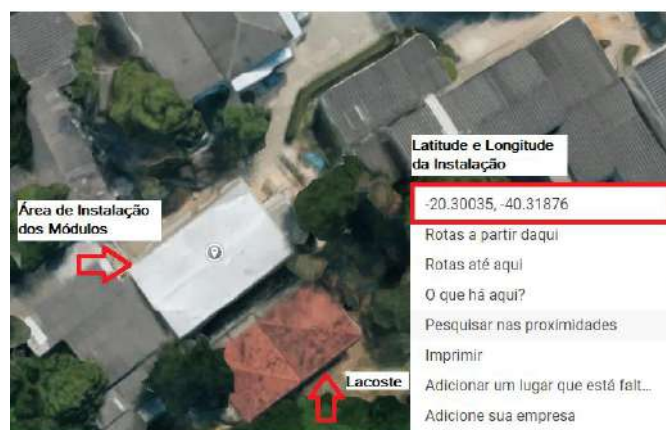 Latitude e Longitude
da Instalação
-20.30035, -40.31876
Área de Instalação
dos Módulos
Rotas a partir daqui
Rotas até aqui
O que há aqui?
Pesquisar nas proximidades
Imprimir
Lacoste
Adicionar um lugar que está falt...
Adicione sua empresa